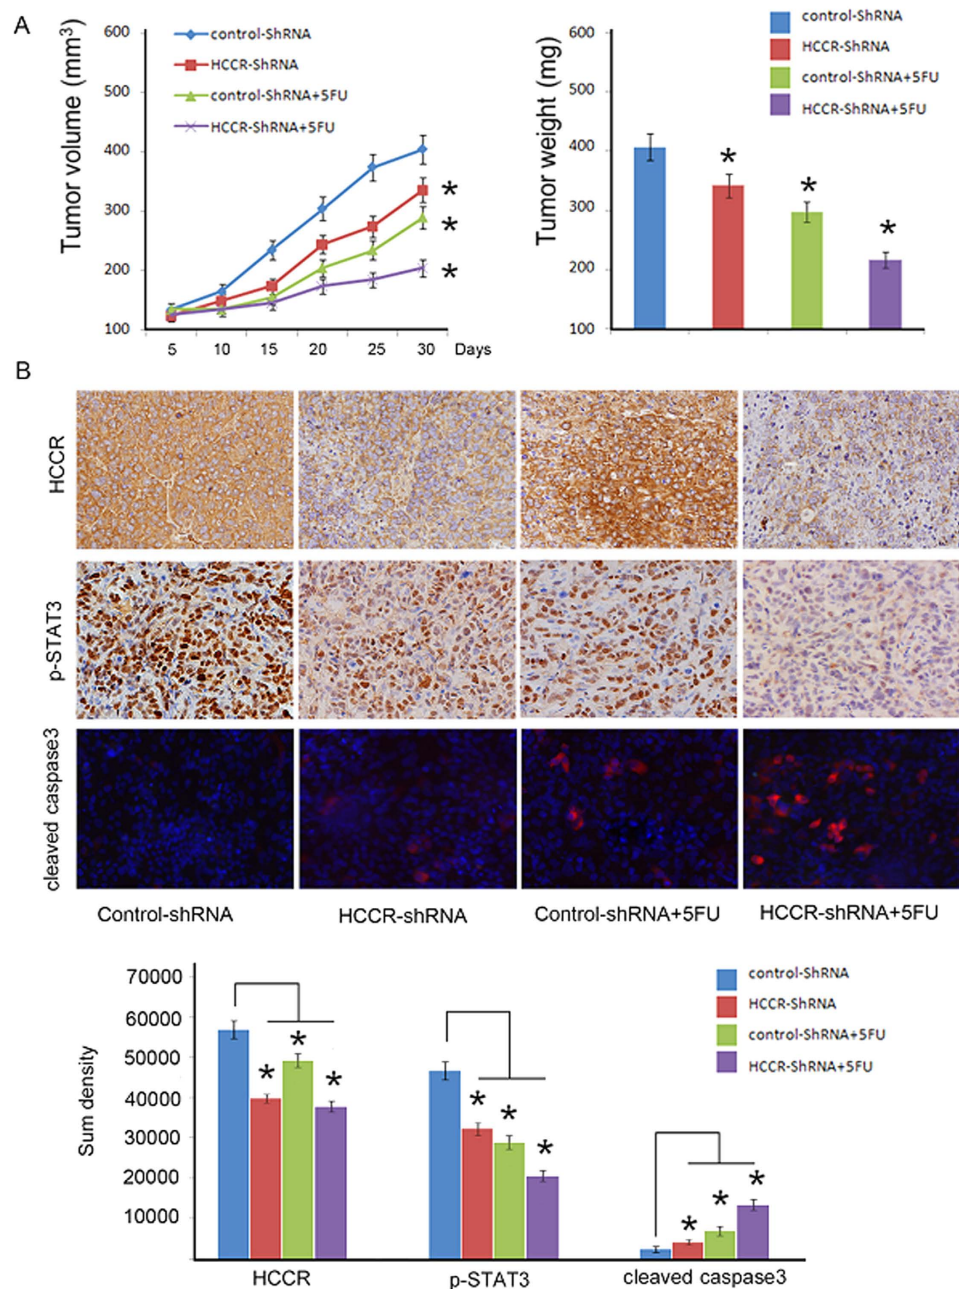 A
Tumor volume (mm³)
600
500
400
300
200
100
control-ShRNA
HCCR-ShRNA
control-ShRNA+5FU
HCCR-ShRNA+5FU
*
*
*
5 10 15 20 25 30 Days
Tumor weight (mg)
600
500
400
300
200
100
control-ShRNA
HCCR-ShRNA
control-ShRNA+5FU
HCCR-ShRNA+5FU
*
*
*
B
HCCR
p-STAT3
cleaved caspase3
Control-shRNA HCCR-shRNA Control-shRNA+5FU HCCR-shRNA+5FU
Sum density
70000
60000
50000
40000
30000
20000
10000
control-ShRNA
HCCR-ShRNA
control-ShRNA+5FU
HCCR-ShRNA+5FU
* * *
* * *
* * *
HCCR p-STAT3 cleaved caspase3